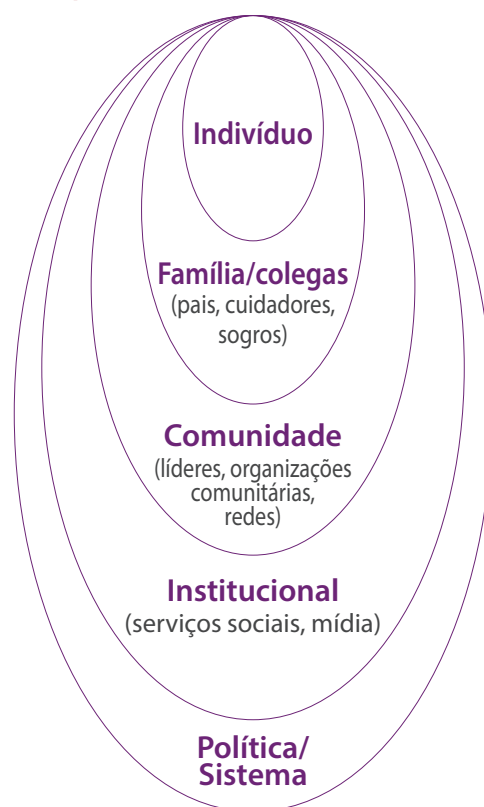 Indivíduo
Família/colegas
(pais, cuidadores,
sogros)
Comunidade
(líderes, organizações
comunitárias,
redes)
Institucional
(serviços sociais, mídia)
Política/
Sistema